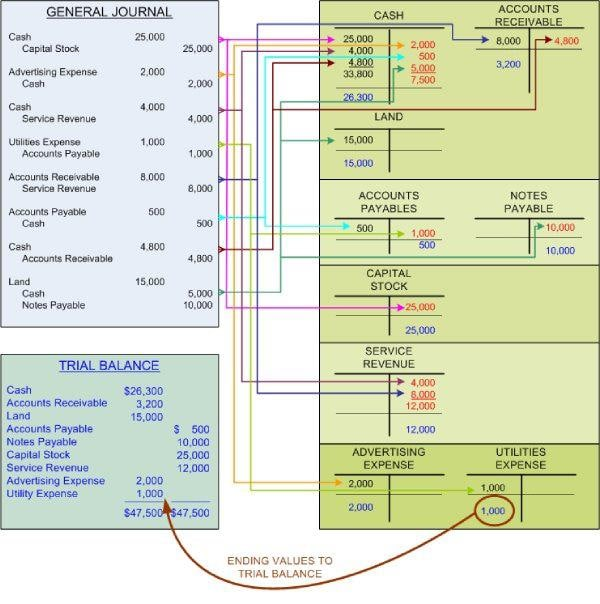 GENERAL JOURNAL
Cash 25,000
Capital Stock 25,000
Advertising Expense 2,000
Cash 2,000
Cash 4,000
Service Revenue 4,000
Utilities Expense 1,000
Accounts Payable 1,000
Accounts Receivable 8,000
Service Revenue 8,000
Accounts Payable 500
Cash 500
Cash 4,800
Accounts Receivable 4,800
Land 15,000
Cash 5,000
Notes Payable 10,000
TRIAL BALANCE
Cash $26,300
Accounts Receivable 3,200
Land 15,000
Accounts Payable $ 500
Notes Payable 10,000
Capital Stock 25,000
Service Revenue 12,000
Advertising Expense 2,000
Utility Expense 1,000
$47,500 $47,500
CASH
25,000
4,000 2,000
4,800 500
33,800 5,000
7,500
26,300
ACCOUNTS
RECEIVABLE
8,000 4,800
3,200
LAND
15,000
15,000
ACCOUNTS
PAYABLES
500 1,000
500
NOTES
PAYABLE
10,000
10,000
CAPITAL
STOCK
25,000
25,000
SERVICE
REVENUE
4,000
8,000
12,000
12,000
ADVERTISING
EXPENSE
2,000
2,000
UTILITIES
EXPENSE
1,000
1,000
ENDING VALUES TO
TRIAL BALANCE